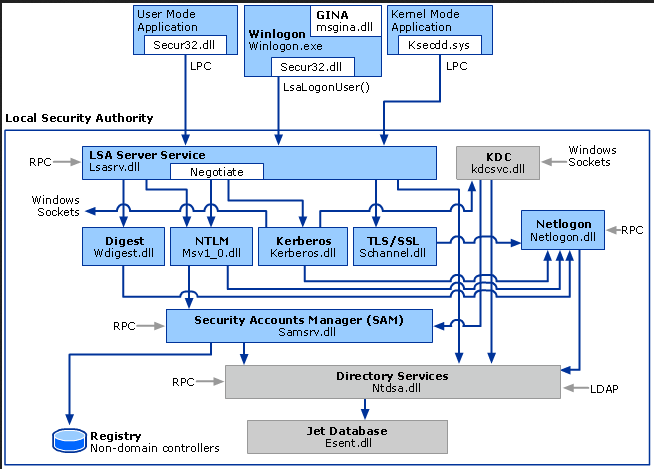 User Mode
Application
Secur32.dll
LPC
GINA
msgina.dll
Winlogon
Winlogon.exe
Secur32.dll
LsaLogonUser()
Kernel Mode
Application
Ksecdd.sys
LPC
Local Security Authority
RPC
LSA Server Service
Lsasrv.dll
Negotiate
KDC
kdcsvc.dll
Windows
Sockets
Windows
Sockets
Digest
Wdigest.dll
NTLM
Msv1_0.dll
Kerberos
Kerberos.dll
TLS/SSL
Schannel.dll
Netlogon
Netlogon.dll
RPC
RPC
Security Accounts Manager (SAM)
Samsrv.dll
RPC
Directory Services
Ntdsa.dll
LDAP
Registry
Non-domain controllers
Jet Database
Esent.dll